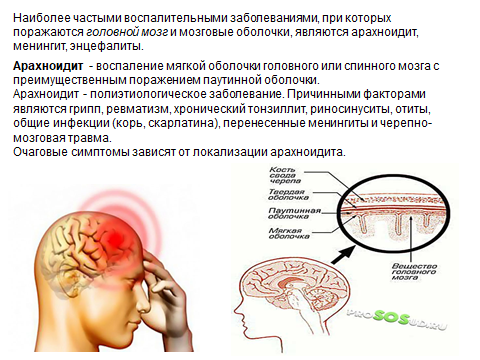 Наиболее частыми воспалительными заболеваниями, при которых
поражаются головной мозг и мозговые оболочки, являются арахноидит,
менингит, энцефалиты.
Арахноидит - воспаление мягкой оболочки головного или спинного мозга с
преимущественным поражением паутинной оболочки.
Арахноидит - полиэтиологическое заболевание. Причинными факторами
являются грипп, ревматизм, хронический тонзиллит, риносинуситы, отиты,
общие инфекции (корь, скарлатина), перенесенные менингиты и черепно-
мозговая травма.
Очаговые симптомы зависят от локализации арахноидита.
Кость
свода
черепа
Твердая
оболочка
Паутинная
оболочка
Мягкая
оболочка
Вещество
головного
мозга
PROSOSUD.RU